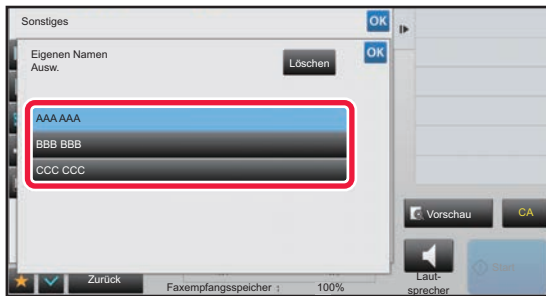 Sonstiges
OK
Eigenen Namen
Ausw.
Löschen
OK
AAA AAA
BBB BBB
CCC CCC
Vorschau
CA
Zurück
Faxempfangsspeicher : 100%
Laut-
sprecher
Start